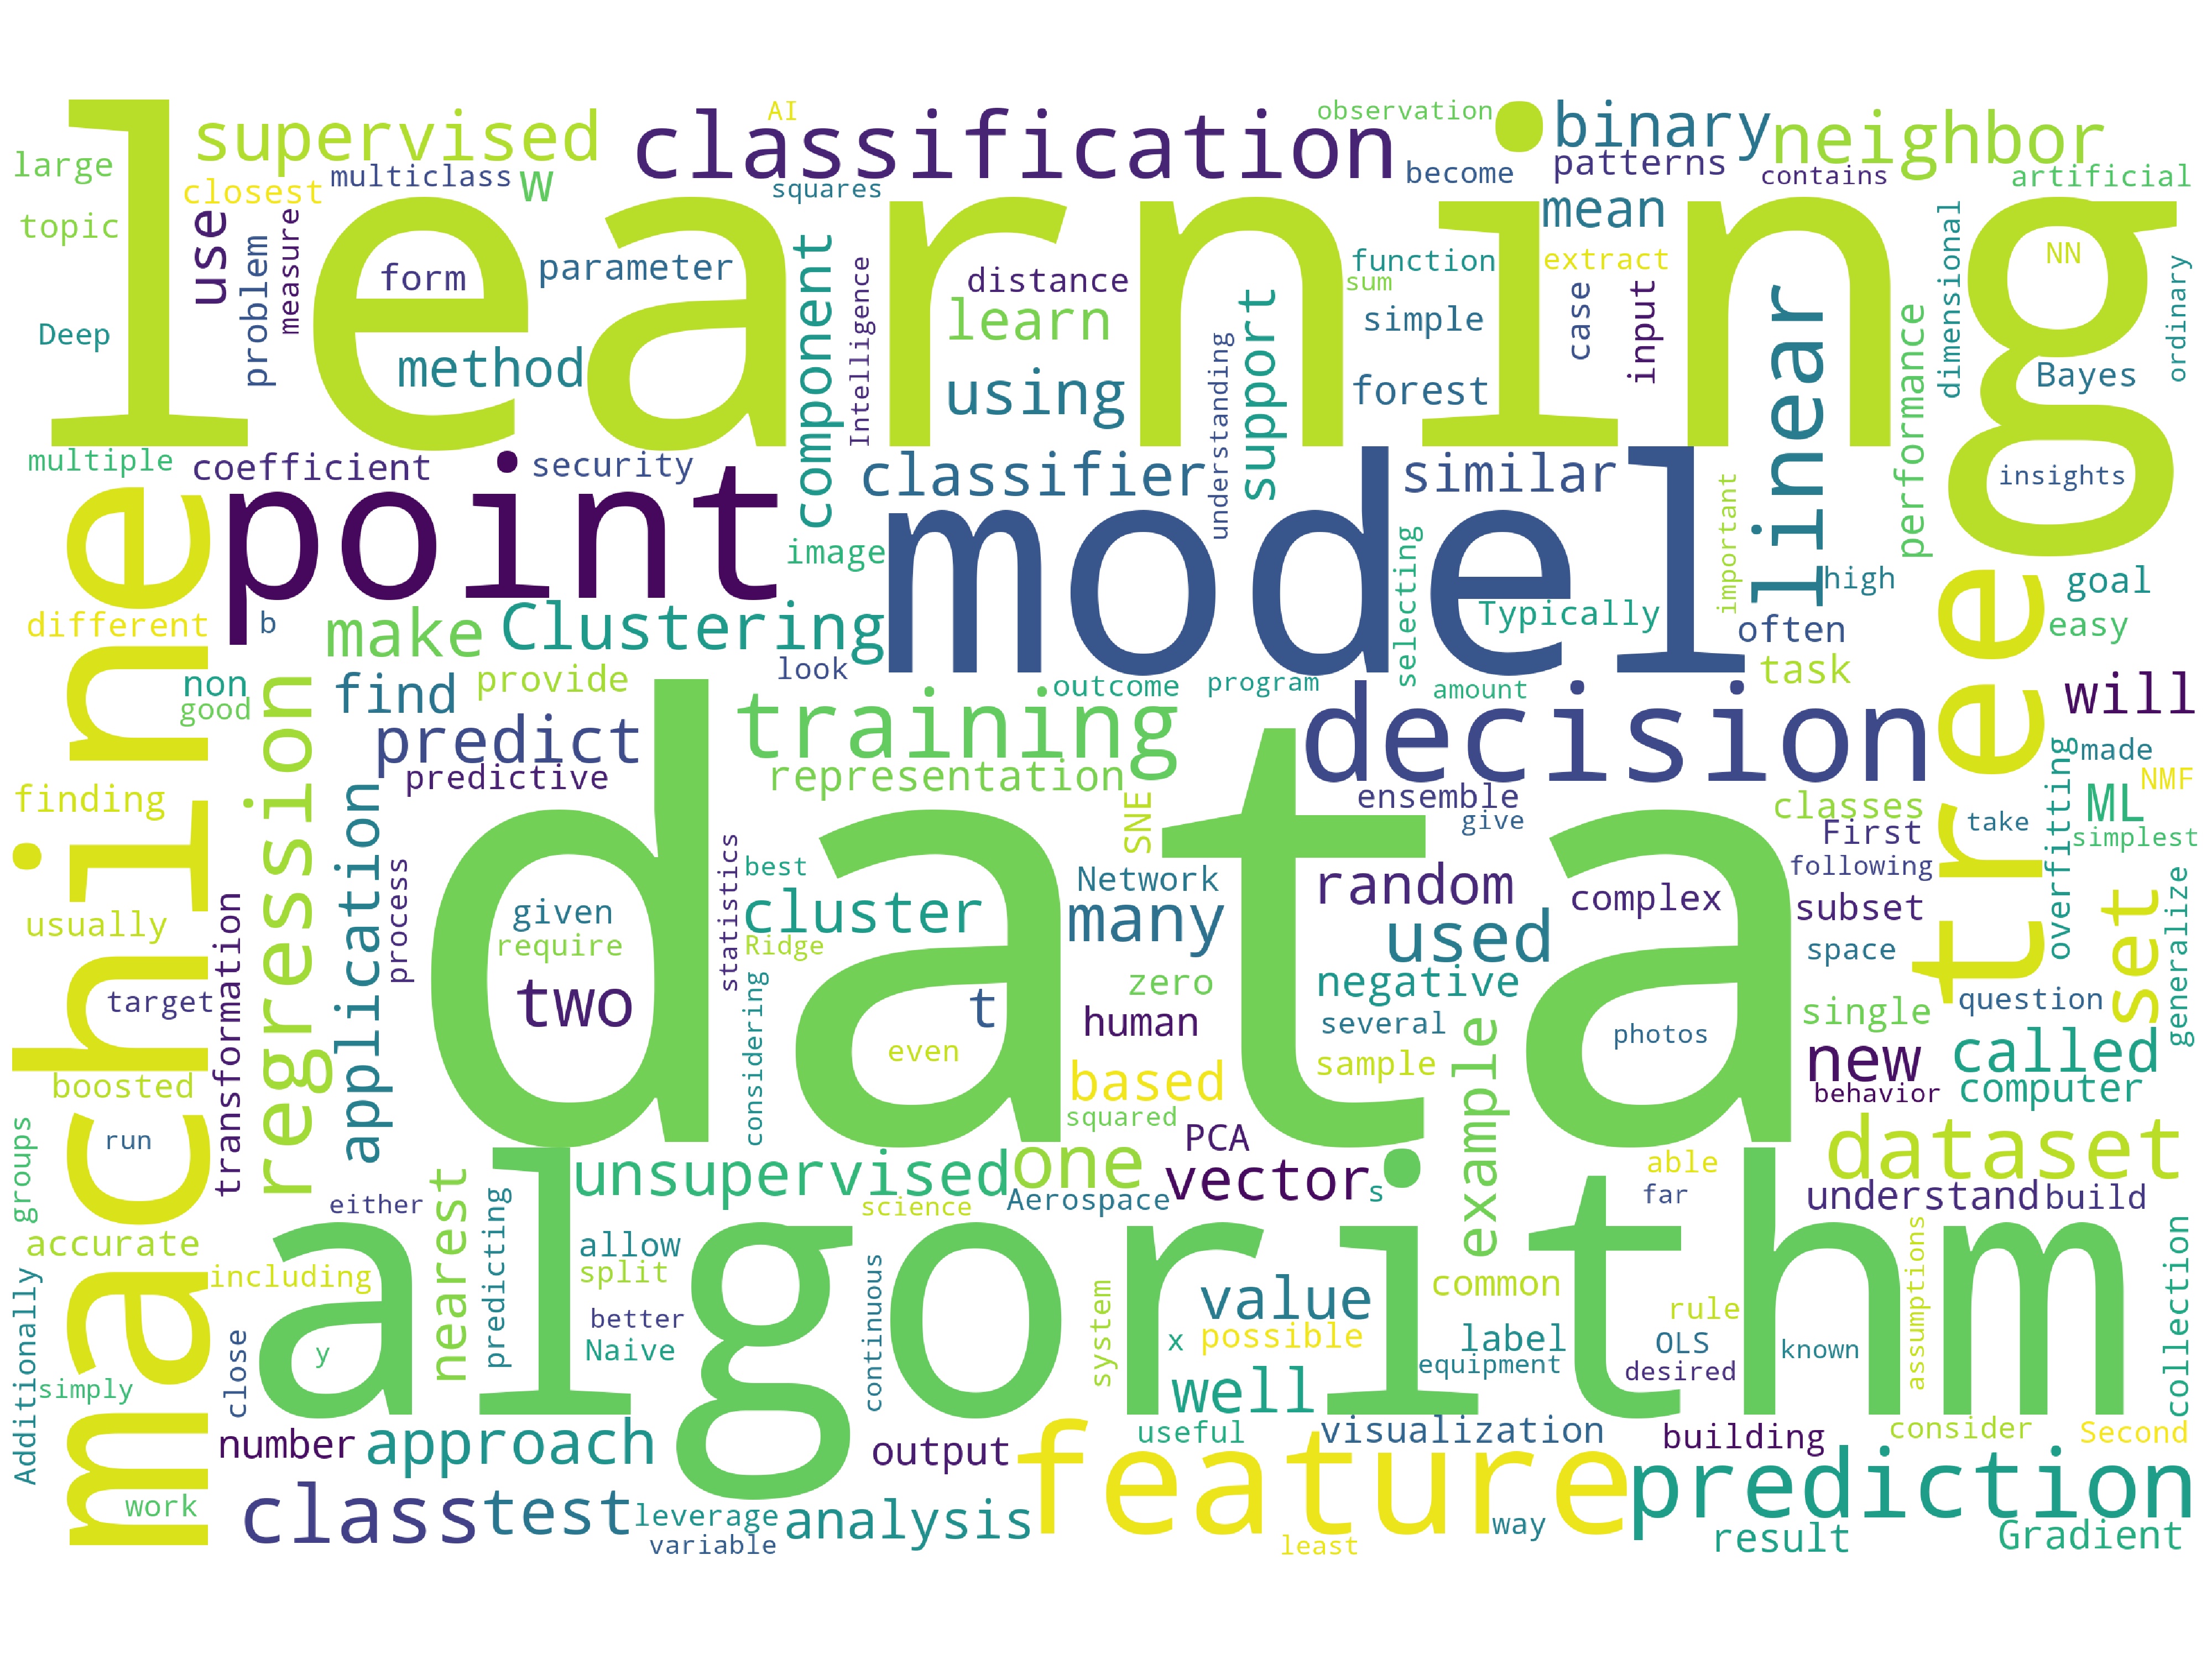 AI
observation
supervised
classification
binary
neighbor
large
closest
multiclass
w
squares
become
patterns
contains
artificial
learning
topic
use
problem
measure
form
parameter
component
Intelligence
distance
learn
using
understanding
support
function
sum
simple
forest
mean
extract
case
input
linear
performance
dimensional
NN
Bayes
ordinary
Deep
method
multiple
coefficient
security
classifier
similar
insights
machine
point
image
model
selecting
Typically
important
high
often
task
goal
easy
tree
different
b
make
Clustering
look
non
good
regression
find
provide
outcome
program
amount
will
predict
predictive
training
representation
decision
made
NMF
overfitting
ML
simplest
finding
application
process
data
SNE
ensemble
give
classes
First
take
following
usually
transformation
given
require
statistics
best
cluster
Ridge
Network
many
random
used
complex
subset
space
set
generalize
target
two
considering
t
even
zero
human
negative
several
sample
example
photos
single
question
new
called
behavior
computer
boosted
based
squared
run
groups
PCA
vector
s
unsupervised
one
Aerospace
science
able
far
dataset
understand
build
either
nearest
predicting
accurate
algorithm
including
allow
split
better
Naive
continuous
system
value
x
possible
common
label
equipment
rule
OLS
desired
known
assumptions
collection
Additionally
simply
close
y
well
number
approach
output
useful
visualization
building
consider
Second
work
class
test
leverage
variable
analysis
feature
least
way
prediction
result
Gradient